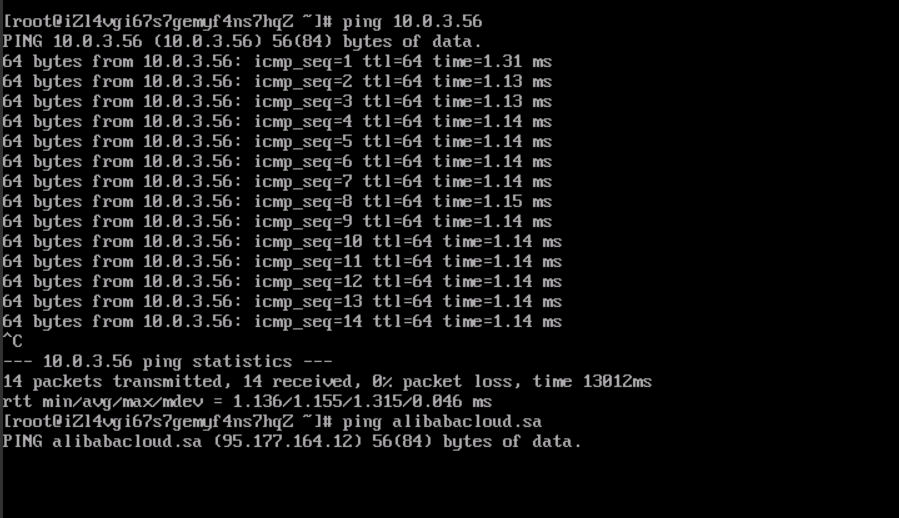 [root@iZl4vgi67s7gemyf4ns7hqZ ~]# ping 10.0.3.56
PING 10.0.3.56 (10.0.3.56) 56(84) bytes of data.
64 bytes from 10.0.3.56: icmp_seq=1 ttl=64 time=1.31 ms
64 bytes from 10.0.3.56: icmp_seq=2 ttl=64 time=1.13 ms
64 bytes from 10.0.3.56: icmp_seq=3 ttl=64 time=1.13 ms
64 bytes from 10.0.3.56: icmp_seq=4 ttl=64 time=1.14 ms
64 bytes from 10.0.3.56: icmp_seq=5 ttl=64 time=1.14 ms
64 bytes from 10.0.3.56: icmp_seq=6 ttl=64 time=1.14 ms
64 bytes from 10.0.3.56: icmp_seq=7 ttl=64 time=1.14 ms
64 bytes from 10.0.3.56: icmp_seq=8 ttl=64 time=1.15 ms
64 bytes from 10.0.3.56: icmp_seq=9 ttl=64 time=1.14 ms
64 bytes from 10.0.3.56: icmp_seq=10 ttl=64 time=1.14 ms
64 bytes from 10.0.3.56: icmp_seq=11 ttl=64 time=1.14 ms
64 bytes from 10.0.3.56: icmp_seq=12 ttl=64 time=1.14 ms
64 bytes from 10.0.3.56: icmp_seq=13 ttl=64 time=1.14 ms
64 bytes from 10.0.3.56: icmp_seq=14 ttl=64 time=1.14 ms
^C
--- 10.0.3.56 ping statistics ---
14 packets transmitted, 14 received, 0% packet loss, time 13012ms
rtt min/avg/max/mdev = 1.136/1.155/1.315/0.046 ms
[root@iZl4vgi67s7gemyf4ns7hqZ ~]# ping alibabacloud.sa
PING alibabacloud.sa (95.177.164.12) 56(84) bytes of data.